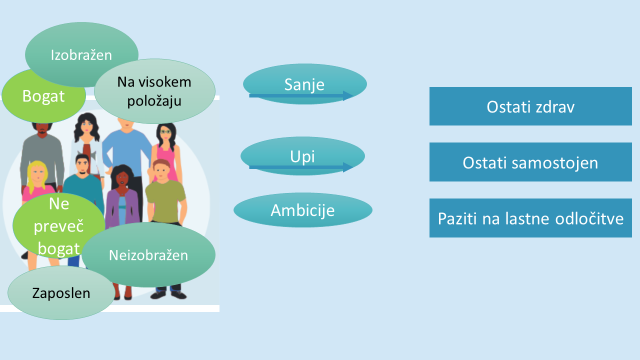 Izobražen
Bogat
Na visokem
položaju
Ne
preveč
bogat
Neizobražen
Zaposlen
Sanje
Upi
Ambicije
Ostati zdrav
Ostati samostojen
Paziti na lastne odločitve